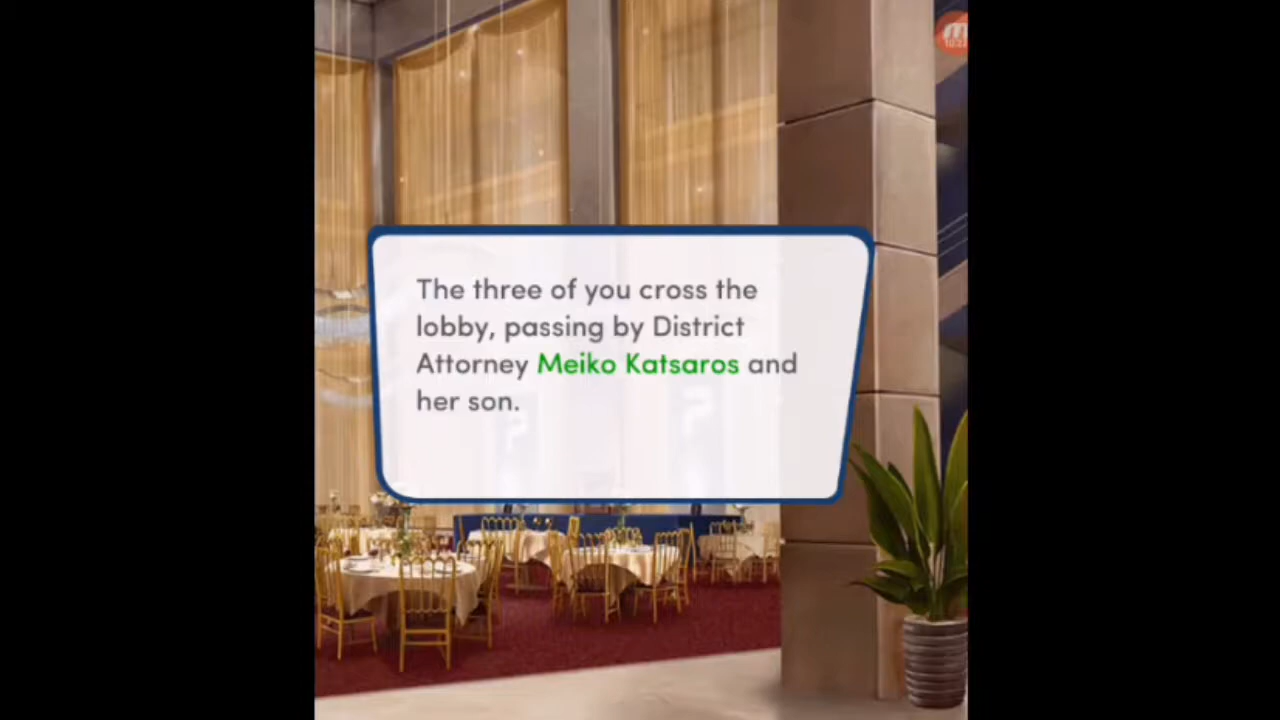 The three of you cross the
lobby, passing by District
Attorney Meiko Katsaros and
her son.